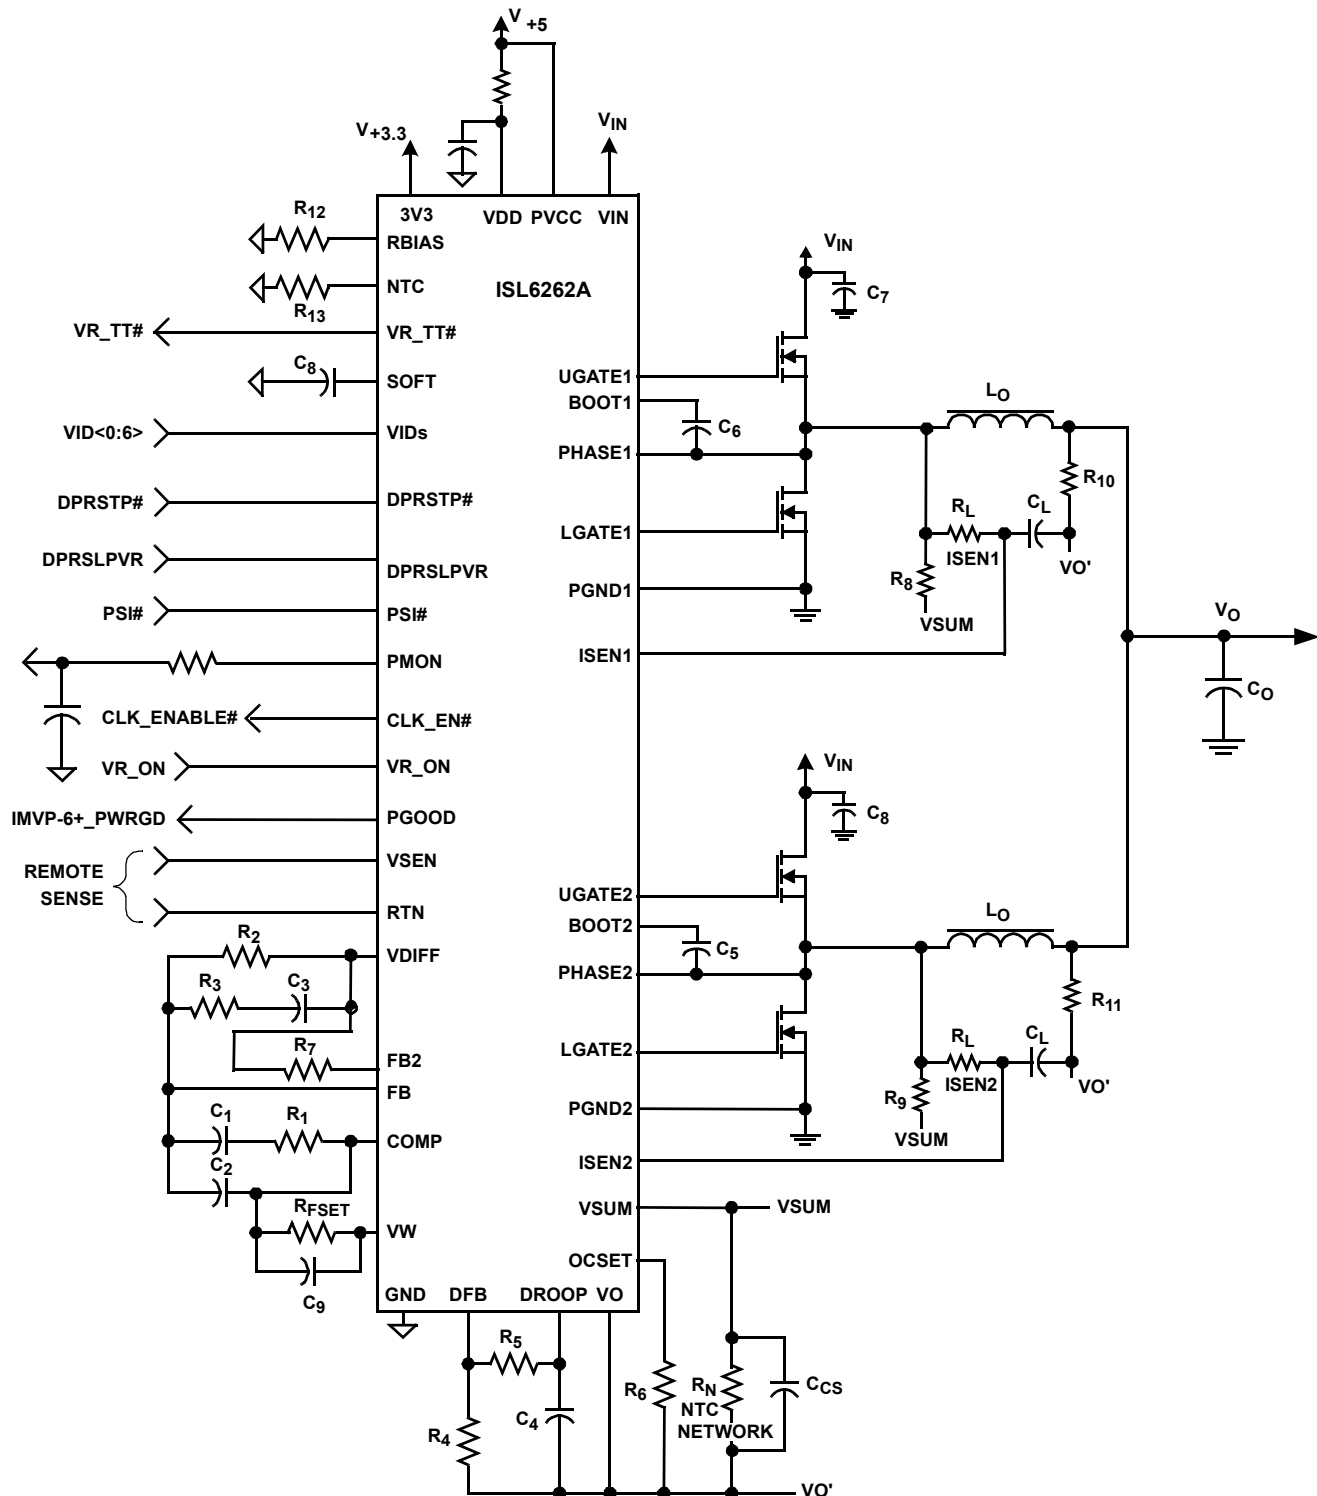 V+5
V+3.3
VIN
3V3
VDD
PVCC
VIN
R12
RBIAS
ISL6262A
NTC
R13
VR_TT#
VR_TT#
C8
SOFT
VID<0:6>
VIDs
DPRSTP#
DPRSTP#
DPRSLPVR
DPRSLPVR
PSI#
PSI#
PMON
CLK_ENABLE#
CLK_EN#
VR_ON
VR_ON
IMVP-6+_PWRGD
PGOOD
REMOTE
SENSE
VSEN
RTN
R2
VDIFF
R3
C3
R7
FB2
FB
C1
R1
COMP
C2
RFSET
VW
C9
GND
DFB
DROOP
VO
R5
R4
C4
R6
RN
NTC
NETWORK
CCS
VO'
VIN
C7
UGATE1
BOOT1
C6
PHASE1
LGATE1
PGND1
ISEN1
LO
R10
RL
CL
ISEN1
VO'
R8
VSUM
VO
CO
VIN
C8
UGATE2
BOOT2
C5
PHASE2
LGATE2
PGND2
ISEN2
LO
R11
RL
CL
ISEN2
VO'
R9
VSUM
VSUM
VSUM
OCSET